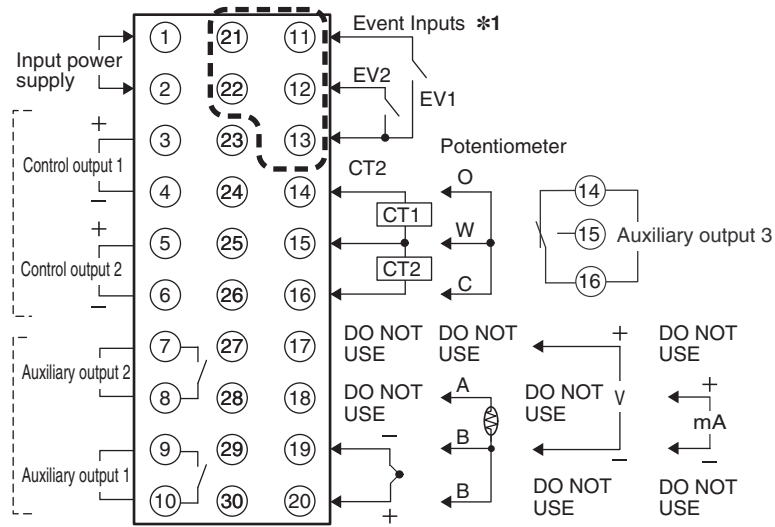 Event Inputs *1
Input power
supply
1 21 11
EV2
2 22 12
EV1
+
3 23 13
Control output 1
Potentiometer
CT2
O
4 24 14
14
−
CT1
+
W
5 25 15
15 Auxiliary output 3
Control output 2
CT2
C
6 26 16
16
−
DO NOT
USE
DO NOT
USE
+
DO NOT
USE
7 27 17
Auxiliary output 2
8 28 18
DO NOT
USE
A
DO NOT
USE
V
+
mA
−
9 29 19
−
B
−
Auxiliary output 1
10 30 20
+
B
DO NOT
USE
DO NOT
USE